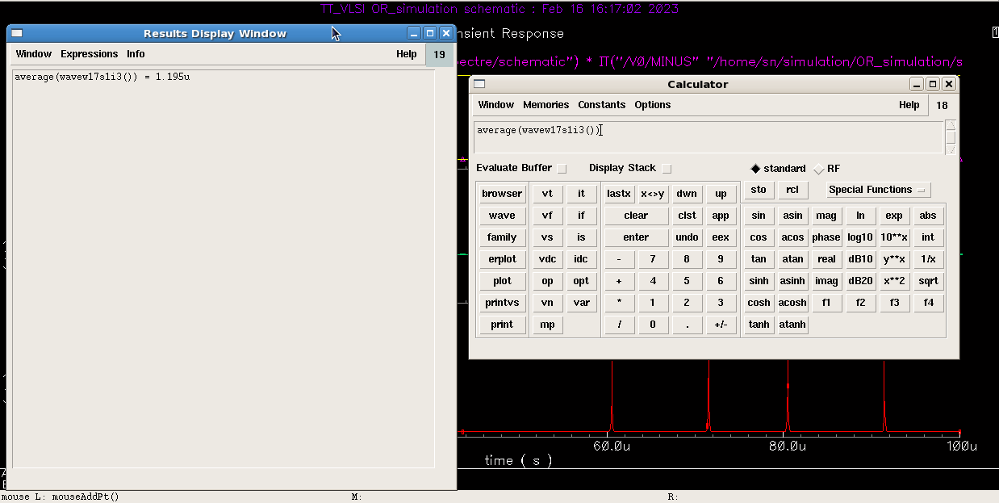 TT_VLSI OR_simulation schematic : Feb 16 16:17:02 2023
Results Display Window
nsient Response
Window Expressions Info Help 19
ectre/schematic") * IT("/V0/MINUS" "/home/sn/simulation/OR_simulation/s
average(wavew17s1i3()) = 1.195u
Calculator
Window Memories Constants Options Help 18
average(wavew17s1i3())
Evaluate Buffer Display Stack standard RF
browser vt it lastx x<>y dwn up sto rcl Special Functions
wave vf if clear clst app sin asin mag ln exp abs
family vs is enter undo eex cos acos phase log10 10**x int
erplot vdc idc - 7 8 9 tan atan real dB10 y**x 1/x
plot op opt + 4 5 6 sinh asinh imag dB20 x**2 sqrt
printvs vn var * 1 2 3 cosh acosh f1 f2 f3 f4
print mp / 0 . +/- tanh atanh
60.0u 80.0u 100u
time ( s )
mouse L: mouseAddPt() M: R: